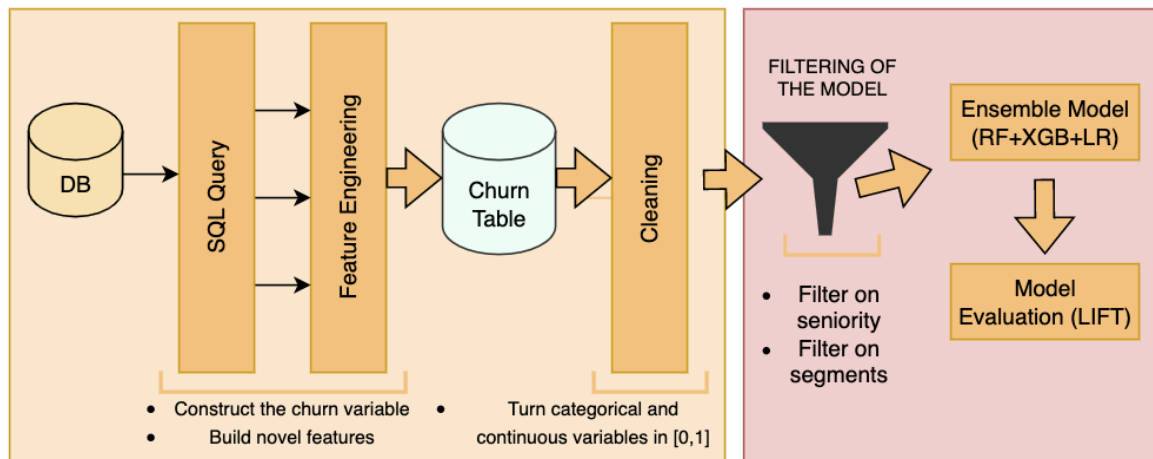 DB
SQL Query
Feature Engineering
Churn
Table
Cleaning
• Construct the churn variable
• Build novel features
• Turn categorical and
continuous variables in [0,1]
FILTERING OF
THE MODEL
• Filter on
seniority
• Filter on
segments
Ensemble Model
(RF+XGB+LR)
Model
Evaluation (LIFT)